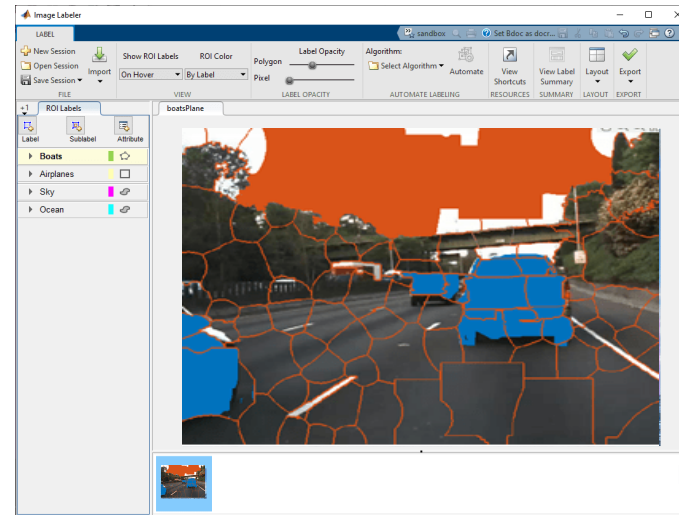 Image Labeler
LABEL
sandbox
Set Bdoc as docr...
New Session
Open Session
Save Session
Import
Show ROI Labels
ROI Color
On Hover
By Label
Label Opacity
Polygon
Pixel
Algorithm:
Select Algorithm
Automate
View Shortcuts
View Label Summary
Layout
Export
FILE
VIEW
LABEL OPACITY
AUTOMATE LABELING
RESOURCES
SUMMARY
LAYOUT
EXPORT
+1
ROI Labels
boatsPlane
Label
Sublabel
Attribute
Boats
Airplanes
Sky
Ocean